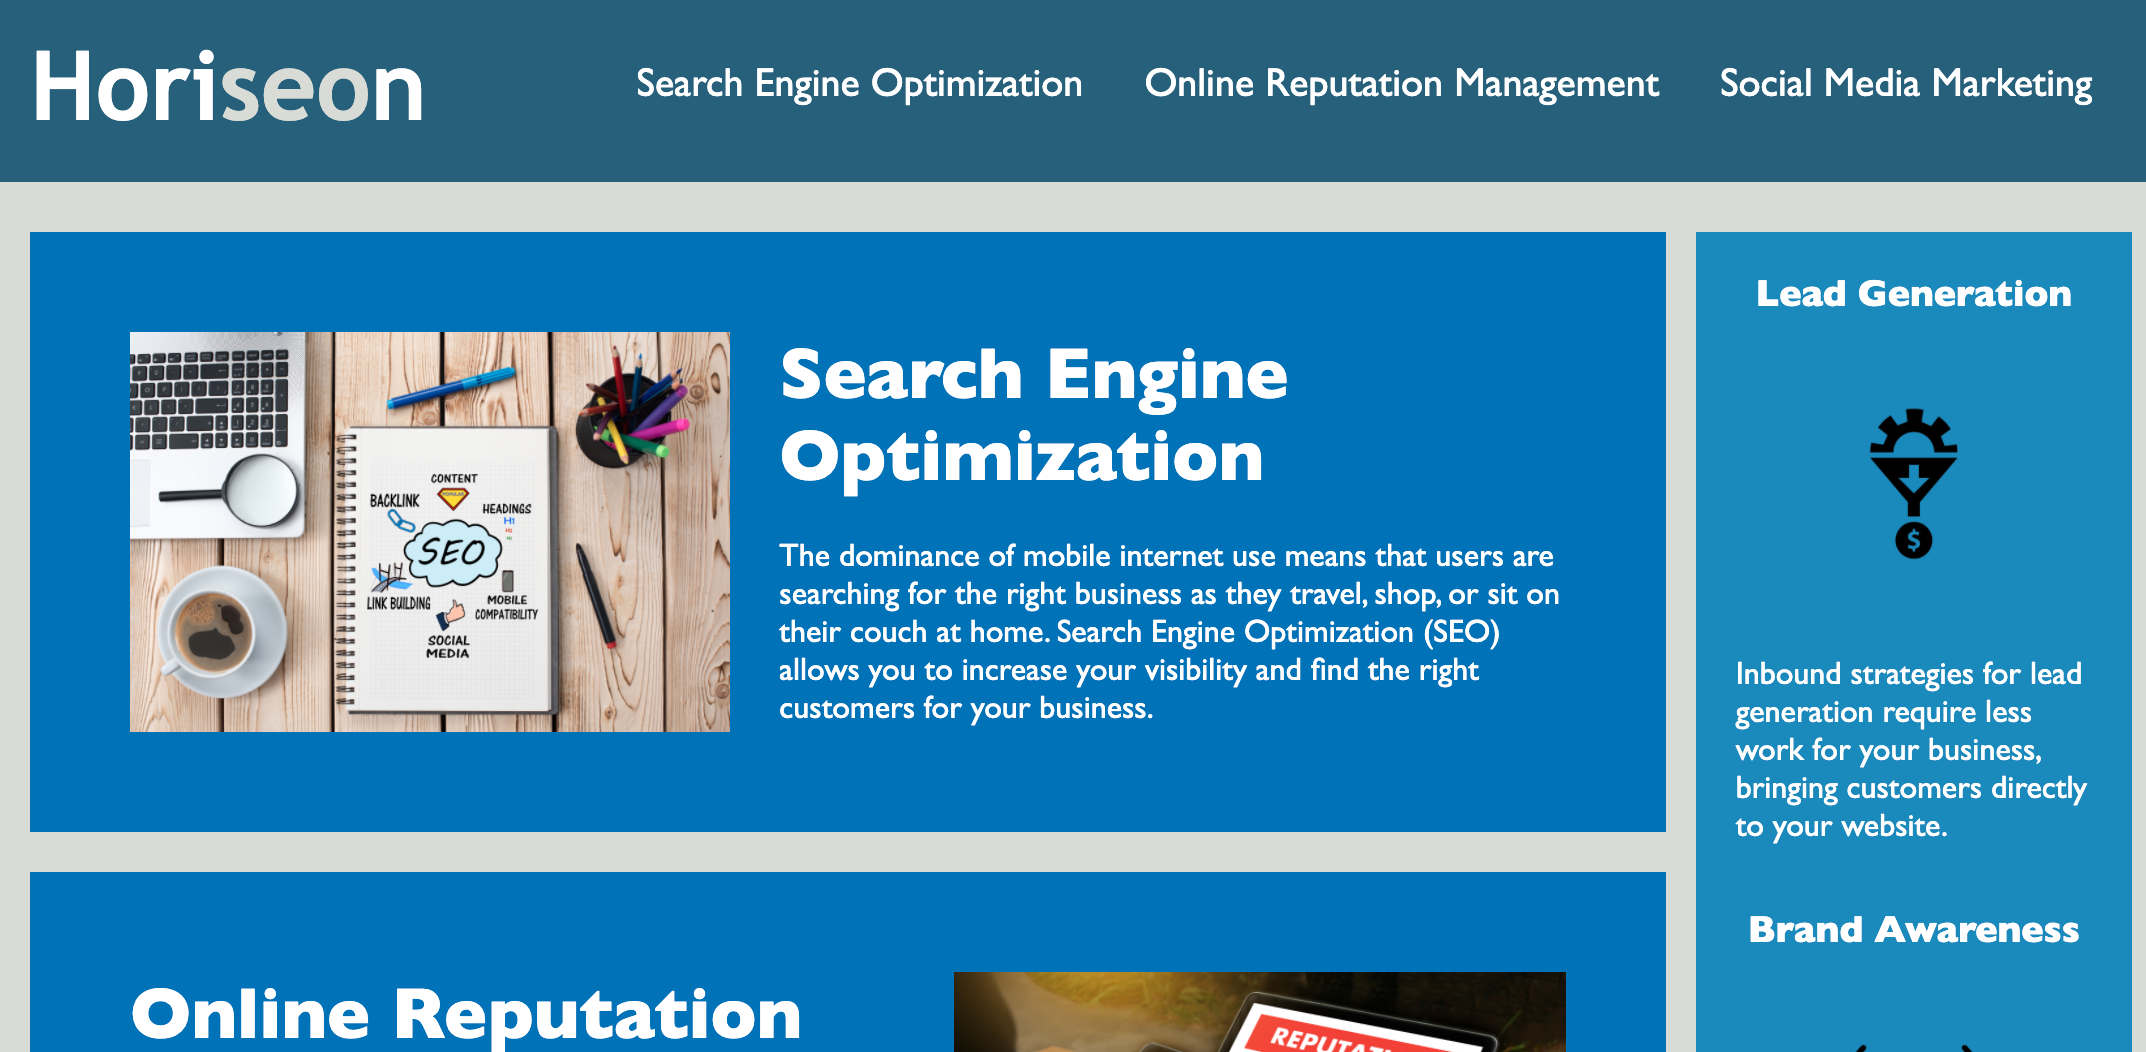 Horiseon
Search Engine Optimization
Online Reputation Management
Social Media Marketing
Search Engine
Optimization
The dominance of mobile internet use means that users are
searching for the right business as they travel, shop, or sit on
their couch at home. Search Engine Optimization (SEO)
allows you to increase your visibility and find the right
customers for your business.
CONTENT
POPULAR
BACKLINK
HEADINGS
H1
H2
H3
SEO
LINK BUILDING
MOBILE
COMPATIBILITY
SOCIAL
MEDIA
Online Reputation
Lead Generation
$
Inbound strategies for lead
generation require less
work for your business,
bringing customers directly
to your website.
Brand Awareness